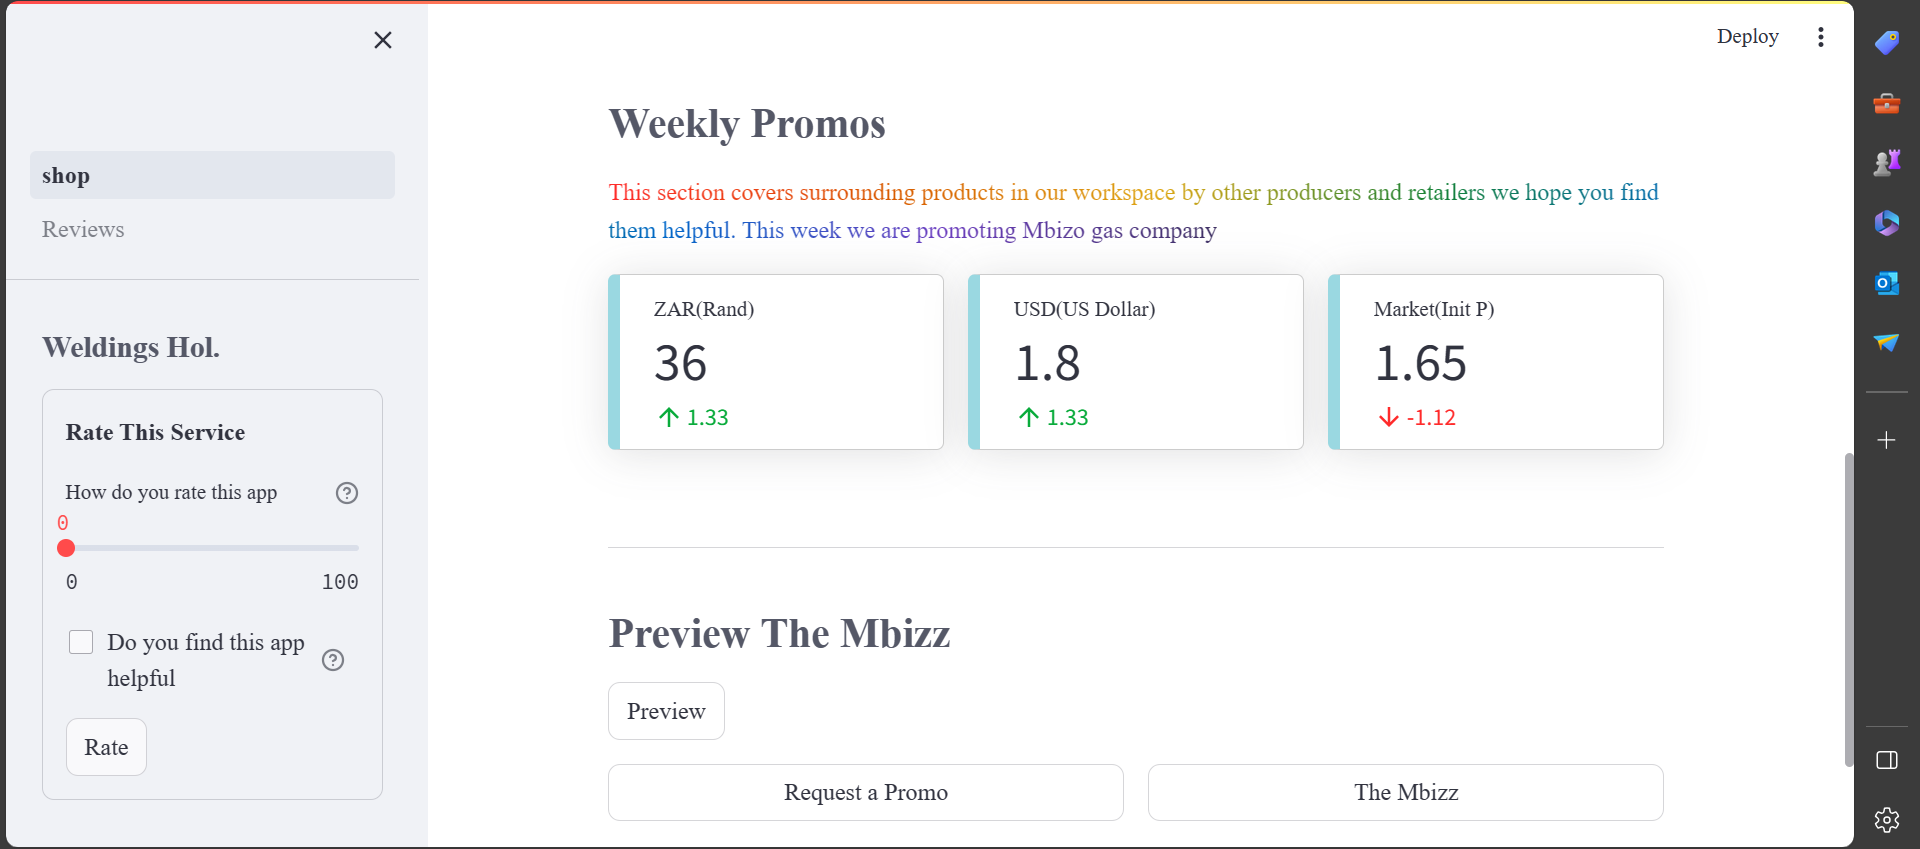 shop
Reviews
Weldings Hol.
Rate This Service
How do you rate this app
0
0
100
Do you find this app
helpful
Rate
Deploy
Weekly Promos
This section covers surrounding products in our workspace by other producers and retailers we hope you find
them helpful. This week we are promoting Mbizo gas company
ZAR(Rand)
36
1.33
USD(US Dollar)
1.8
1.33
Market(Init P)
1.65
-1.12
Preview The Mbizz
Preview
Request a Promo
The Mbizz